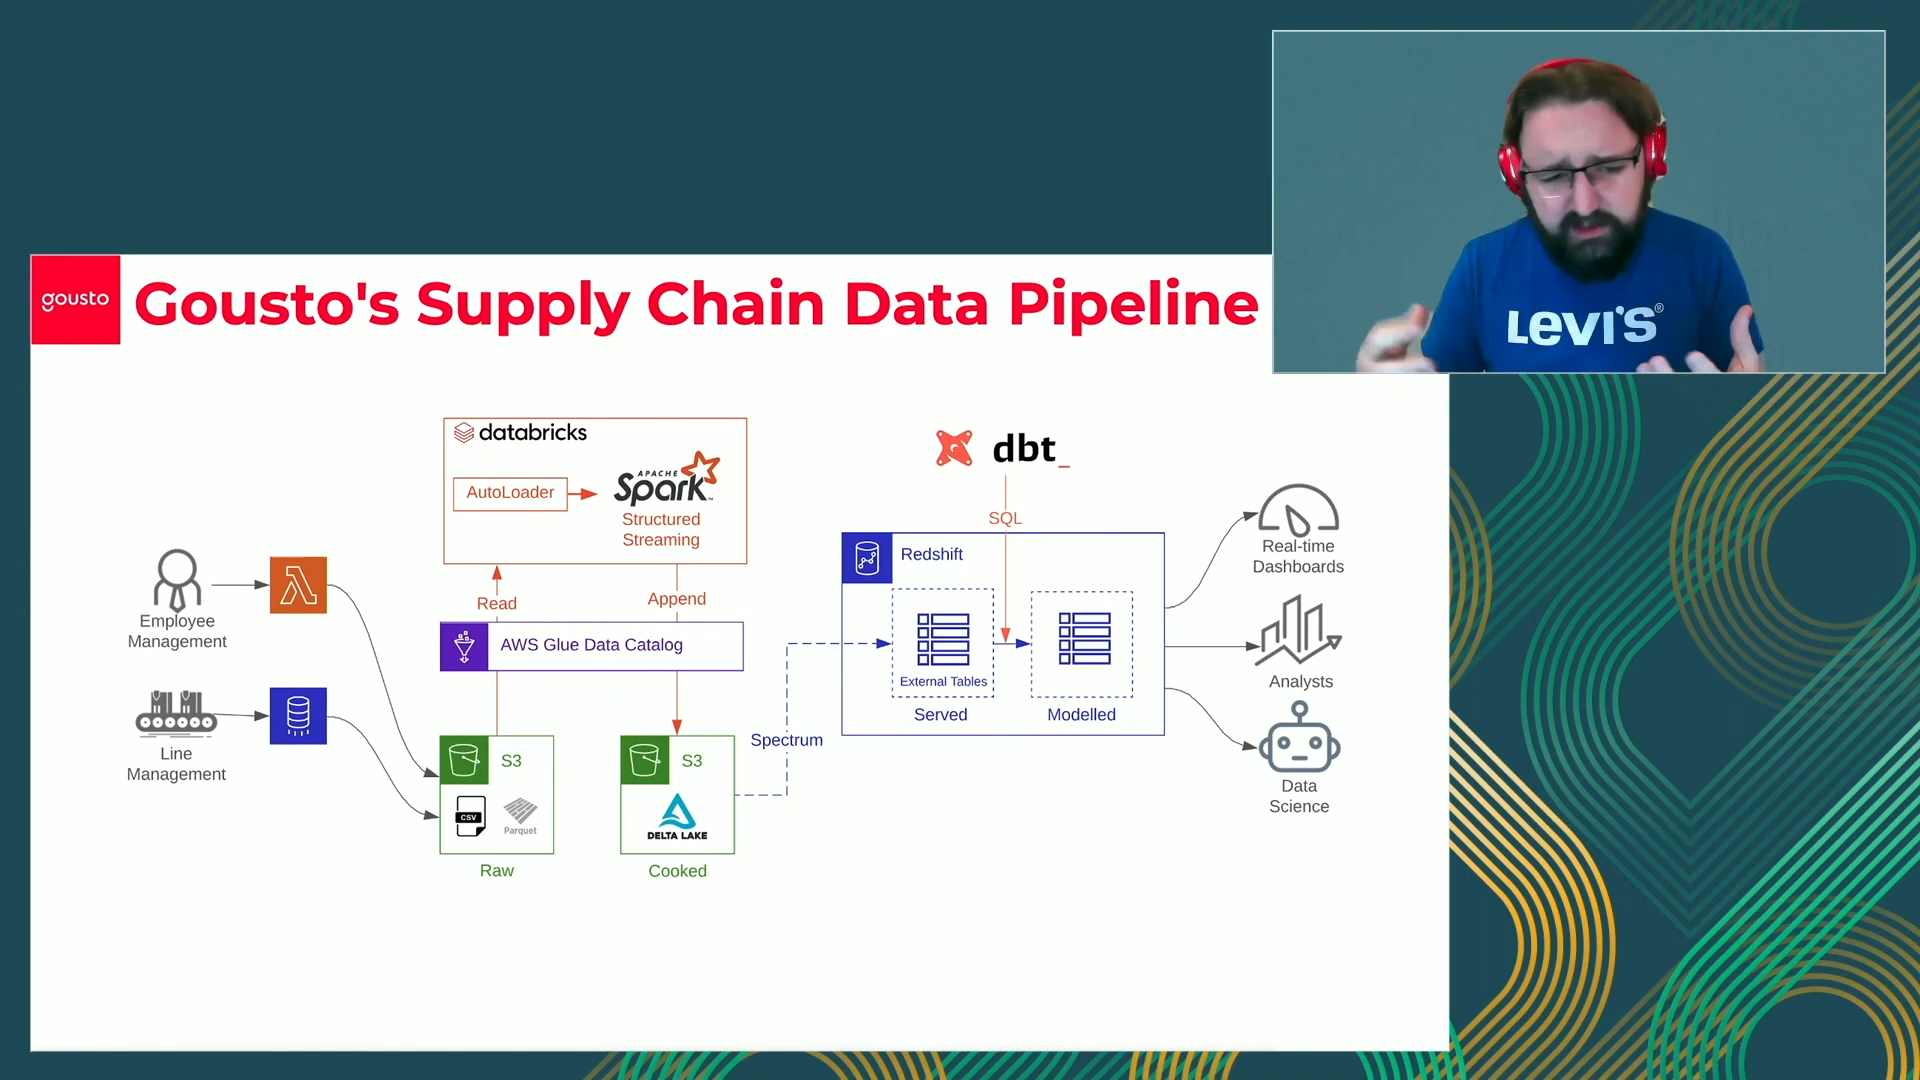 gousto
Gousto's Supply Chain Data Pipeline
LEVI'S®
databricks
AutoLoader
APACHE
Spark™
Structured
Streaming
dbt_
SQL
Redshift
Real-time
Dashboards
Employee
Management
Read
Append
AWS Glue Data Catalog
External Tables
Served
Modelled
Analysts
Line
Management
Spectrum
S3
CSV
Parquet
Raw
S3
DELTA LAKE
Cooked
Data
Science